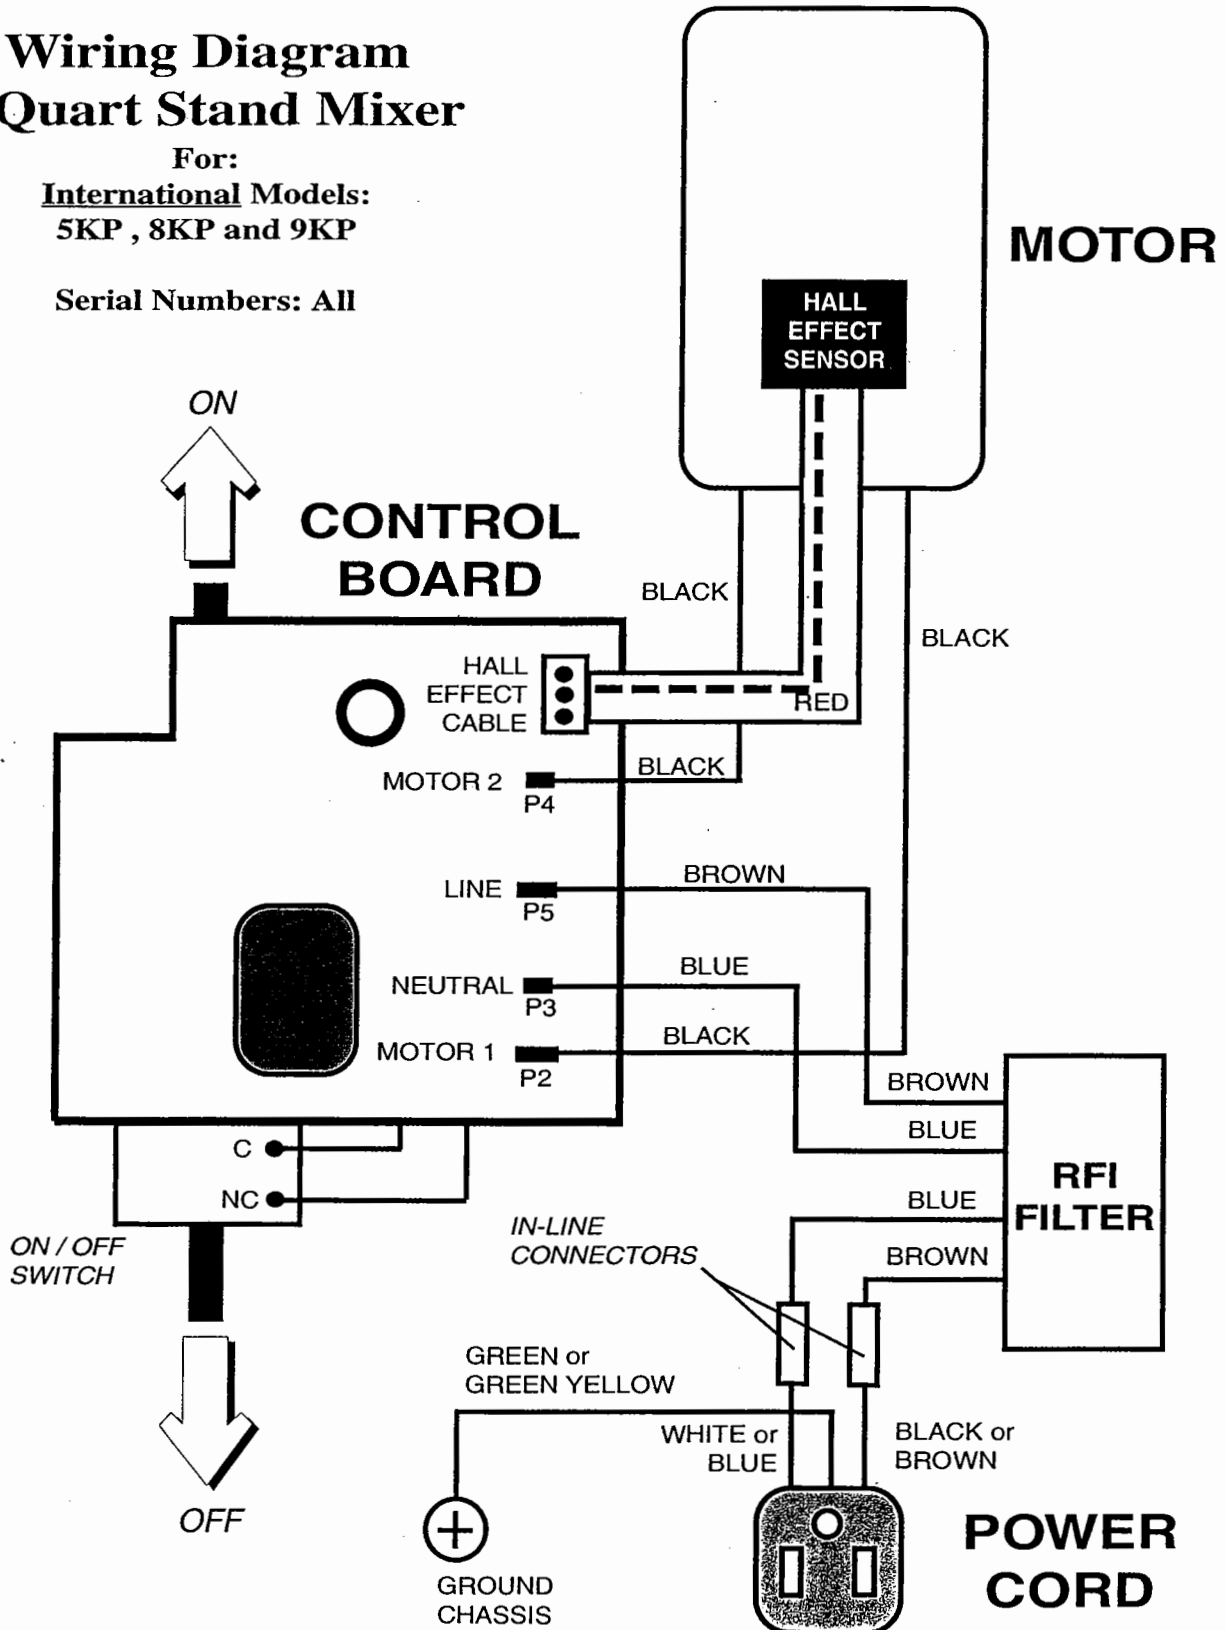 Wiring Diagram
Quart Stand Mixer
For:
International Models:
5KP , 8KP and 9KP
Serial Numbers: All
MOTOR
HALL
EFFECT
SENSOR
ON
CONTROL
BOARD
BLACK
BLACK
HALL
EFFECT
CABLE
RED
MOTOR 2
BLACK
P4
LINE
BROWN
P5
NEUTRAL
BLUE
P3
MOTOR 1
BLACK
P2
BROWN
BLUE
RFI
FILTER
BLUE
BROWN
C
NC
ON / OFF
SWITCH
IN-LINE
CONNECTORS
GREEN or
GREEN YELLOW
WHITE or
BLUE
BLACK or
BROWN
OFF
GROUND
CHASSIS
POWER
CORD